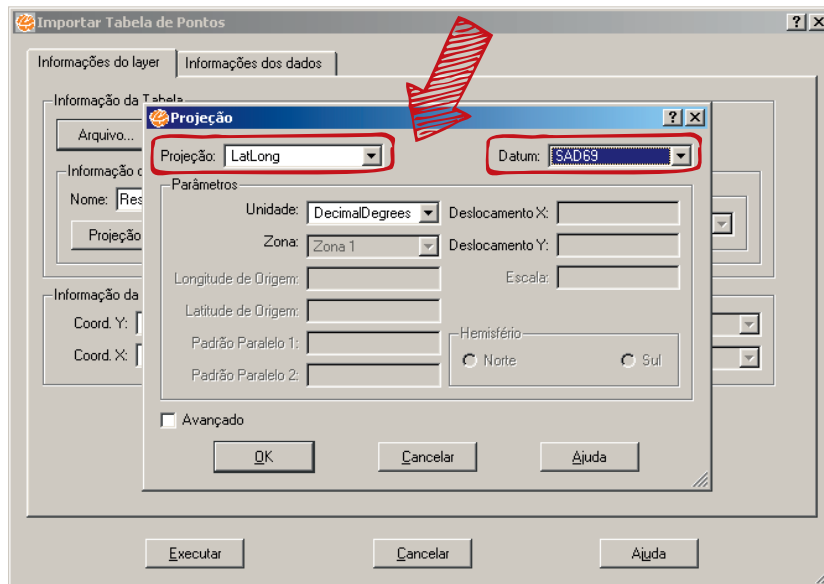 Importar Tabela de Pontos
Informações do layer Informações dos dados
Informação da Tabela
Projeção
Arquivo...
Projeção: LatLong Datum: SAD69
Informação
Parâmetros
Nome: Res
Unidade: DecimalDegrees Deslocamento X:
Projeção
Zona: Zona 1 Deslocamento Y:
Longitude de Origem: Escala:
Informação da
Latitude de Origem:
Coord. Y:
Hemisfério
Padrão Paralelo 1:
Coord. X:
Norte Sul
Padrão Paralelo 2:
Avançado
OK Cancelar Ajuda
Executar Cancelar Ajuda